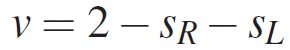 v = 2 − s_R − s_L